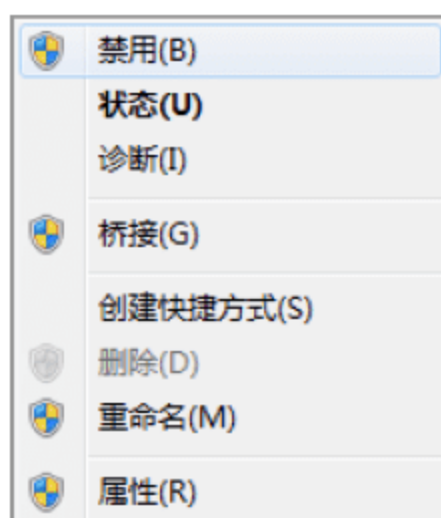 禁用(B)
状态(U)
诊断(I)
桥接(G)
创建快捷方式(S)
删除(D)
重命名(M)
属性(R)